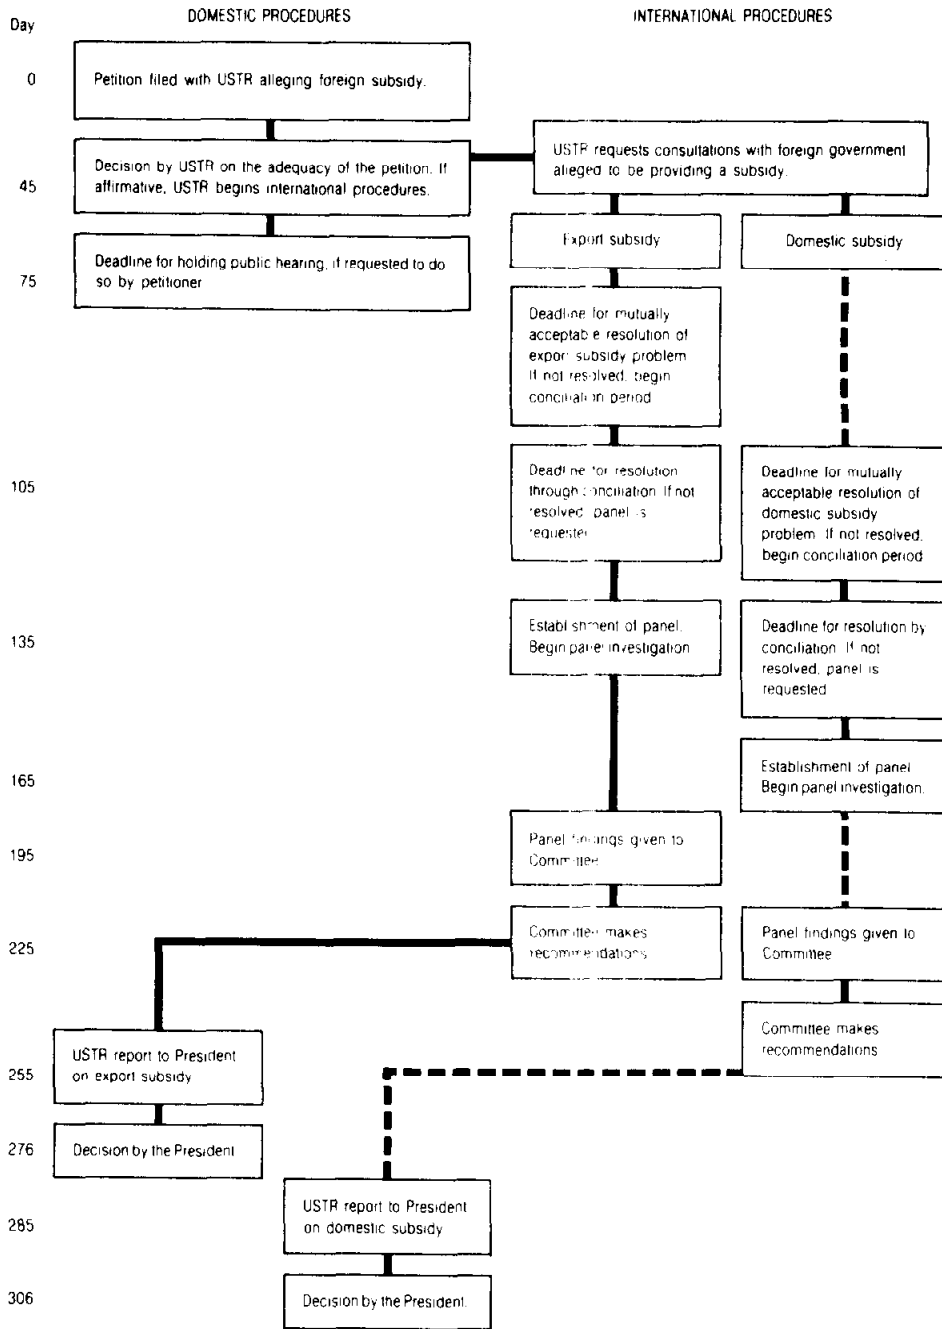 DOMESTIC PROCEDURES
INTERNATIONAL PROCEDURES
Day
0
Petition filed with USTR alleging foreign subsidy.
45
Decision by USTR on the adequacy of the petition. If
affirmative, USTR begins international procedures.
USTR requests consultations with foreign government
alleged to be providing a subsidy.
Export subsidy
Domestic subsidy
75
Deadline for holding public hearing, if requested to do
so by petitioner
Deadline for mutually
acceptable resolution of
export subsidy problem
If not resolved, begin
conciliation period
105
Deadline for resolution
through conciliation. If not
resolved, panel is
requested
Deadline for mutually
acceptable resolution of
domestic subsidy
problem. If not resolved,
begin conciliation period
135
Establishment of panel.
Begin panel investigation
Deadline for resolution by
conciliation. If not
resolved, panel is
requested
165
Establishment of panel
Begin panel investigation.
195
Panel findings given to
Committee
225
Committee makes
recommendations
Panel findings given to
Committee
Committee makes
recommendations
255
USTR report to President
on export subsidy
276
Decision by the President
285
USTR report to President
on domestic subsidy
306
Decision by the President.